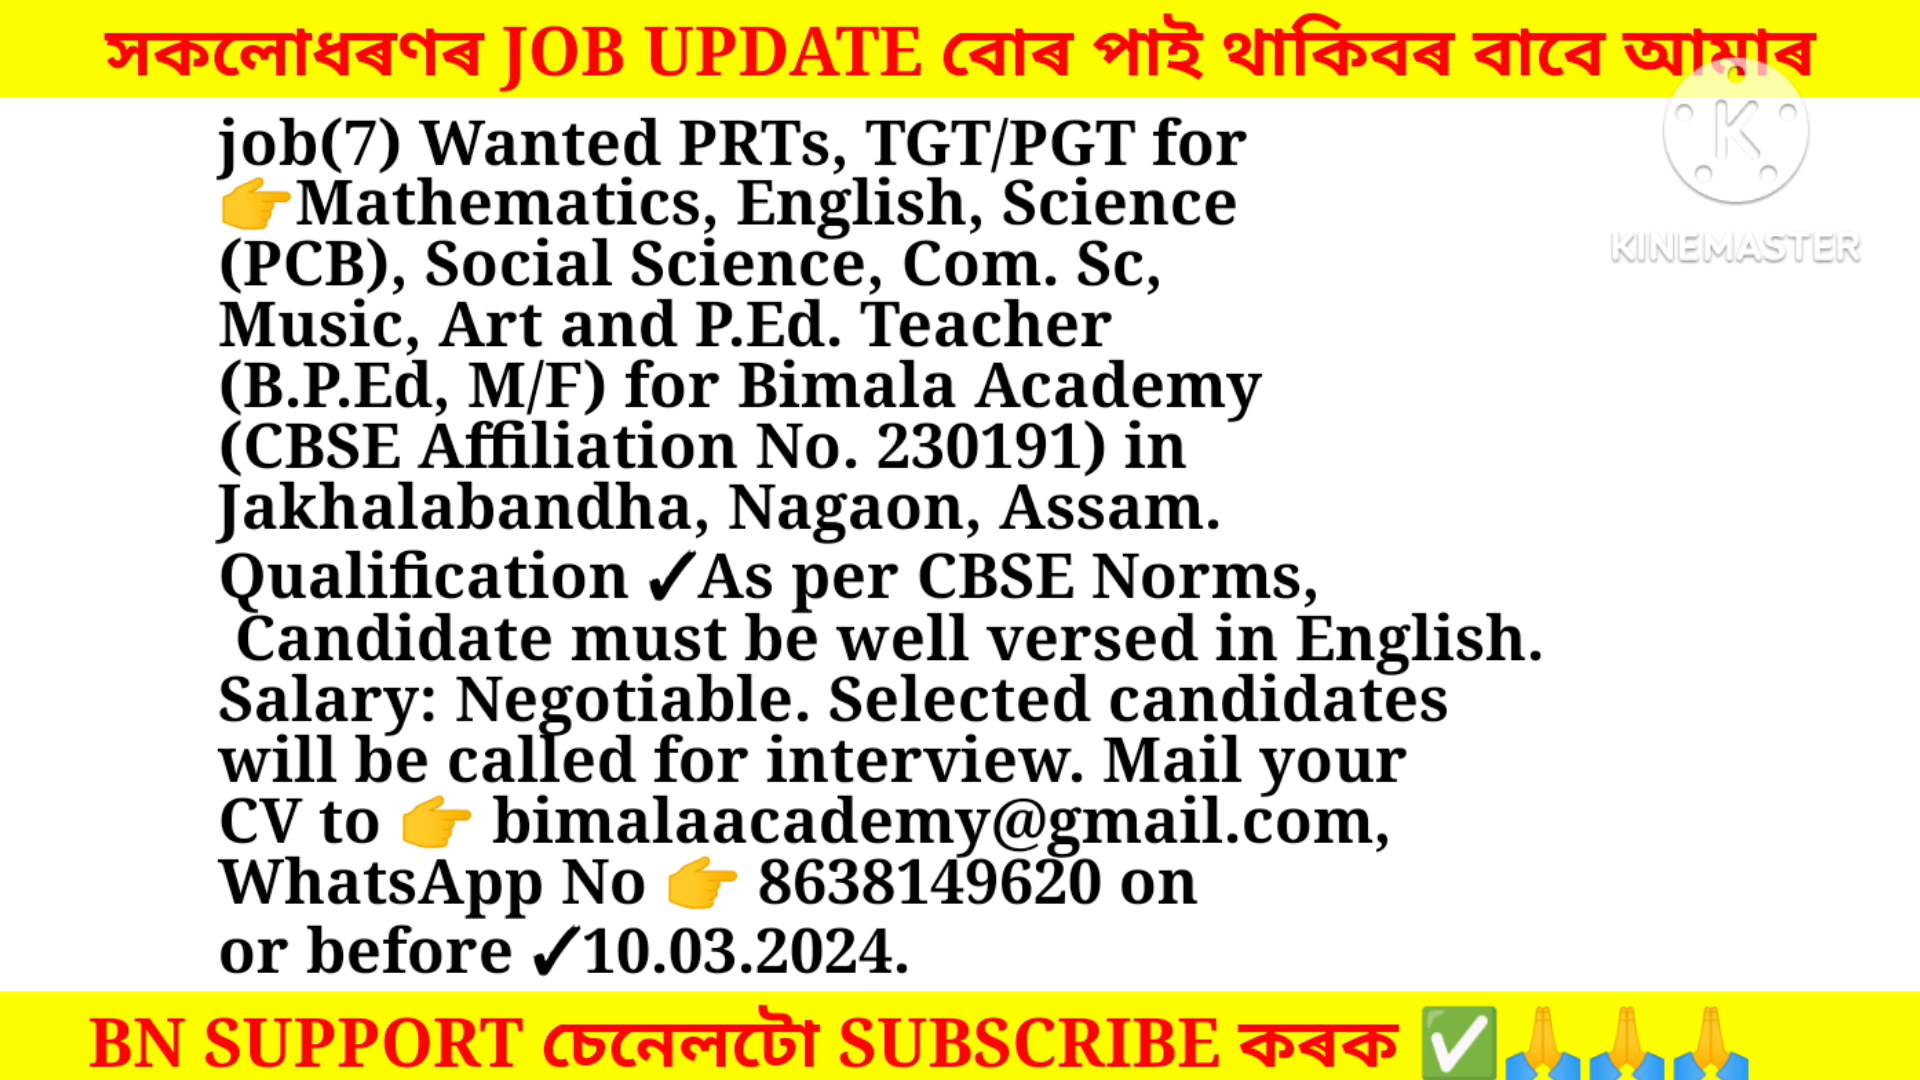 সকলোধৰণৰ JOB UPDATE বোৰ পাই থাকিবৰ বাবে আমাৰ
job(7) Wanted PRTs, TGT/PGT for
👉Mathematics, English, Science
(PCB), Social Science, Com. Sc,
Music, Art and P.Ed. Teacher
(B.P.Ed, M/F) for Bimala Academy
(CBSE Affiliation No. 230191) in
Jakhalabandha, Nagaon, Assam.
Qualification ✓As per CBSE Norms,
Candidate must be well versed in English.
Salary: Negotiable. Selected candidates
will be called for interview. Mail your
CV to 👉 bimalaacademy@gmail.com,
WhatsApp No 👉 8638149620 on
or before ✓10.03.2024.
K
KINEMASTER
BN SUPPORT চেনেলটো SUBSCRIBE কৰক ✅🙏🙏🙏